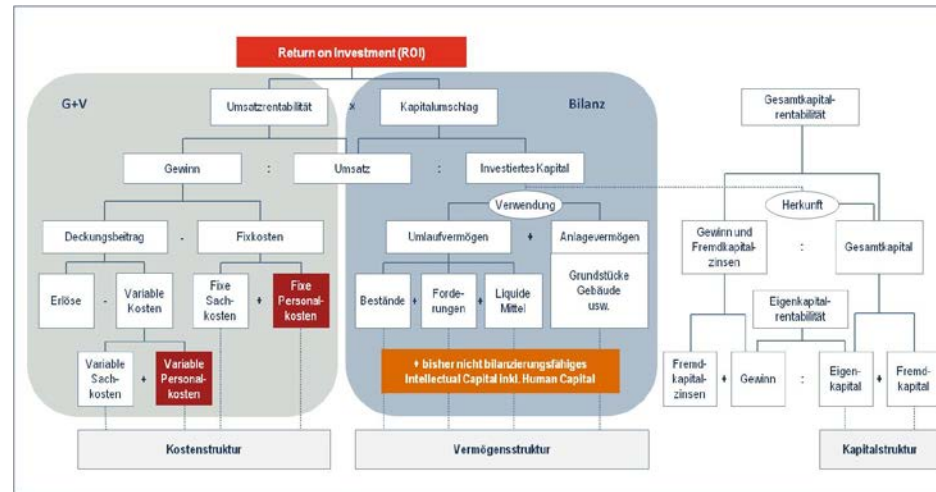 Return on Investment (ROI)
G+V
Bilanz
Umsatzrentabilität
x
Kapitalumschlag
Gesamtkapital-
rentabilität
Gewinn
:
Umsatz
:
Investiertes Kapital
Verwendung
Herkunft
Deckungsbeitrag
-
Fixkosten
Umlaufvermögen
+
Anlagevermögen
Gewinn und
Fremdkapital-
zinsen
:
Gesamtkapital
Erlöse
-
Variable
Kosten
Fixe
Sach-
kosten
+
Fixe
Personal-
kosten
Bestände
+
Forde-
rungen
+
Liquide
Mittel
Grundstücke
Gebäude
usw.
Eigenkapital-
rentabilität
Variable
Sach-
kosten
+
Variable
Personal-
kosten
+ bisher nicht bilanzierungsfähiges
Intellectual Capital inkl. Human Capital
Fremd-
kapital-
zinsen
+
Gewinn
:
Eigen-
kapital
+
Fremd-
kapital
Kostenstruktur
Vermögensstruktur
Kapitalstruktur